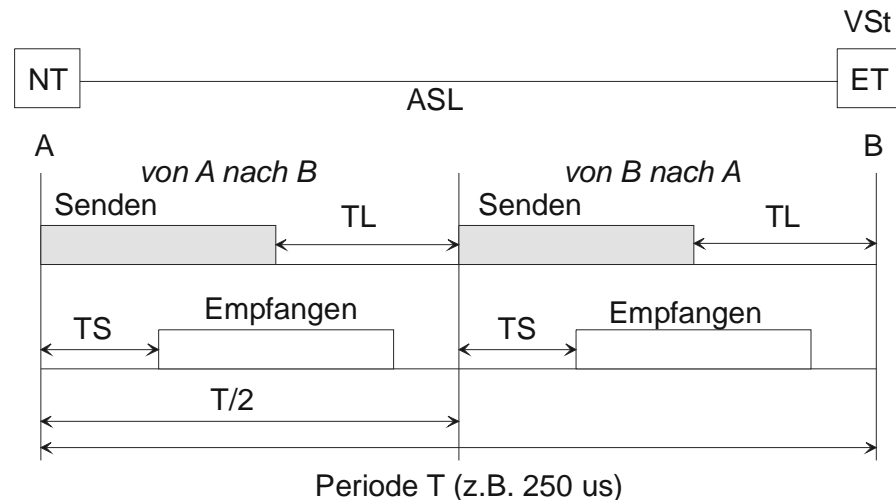 VSt
NT
ET
ASL
A
B
von A nach B
von B nach A
Senden
TL
Senden
TL
Empfangen
Empfangen
TS
TS
T/2
Periode T (z.B. 250 us)